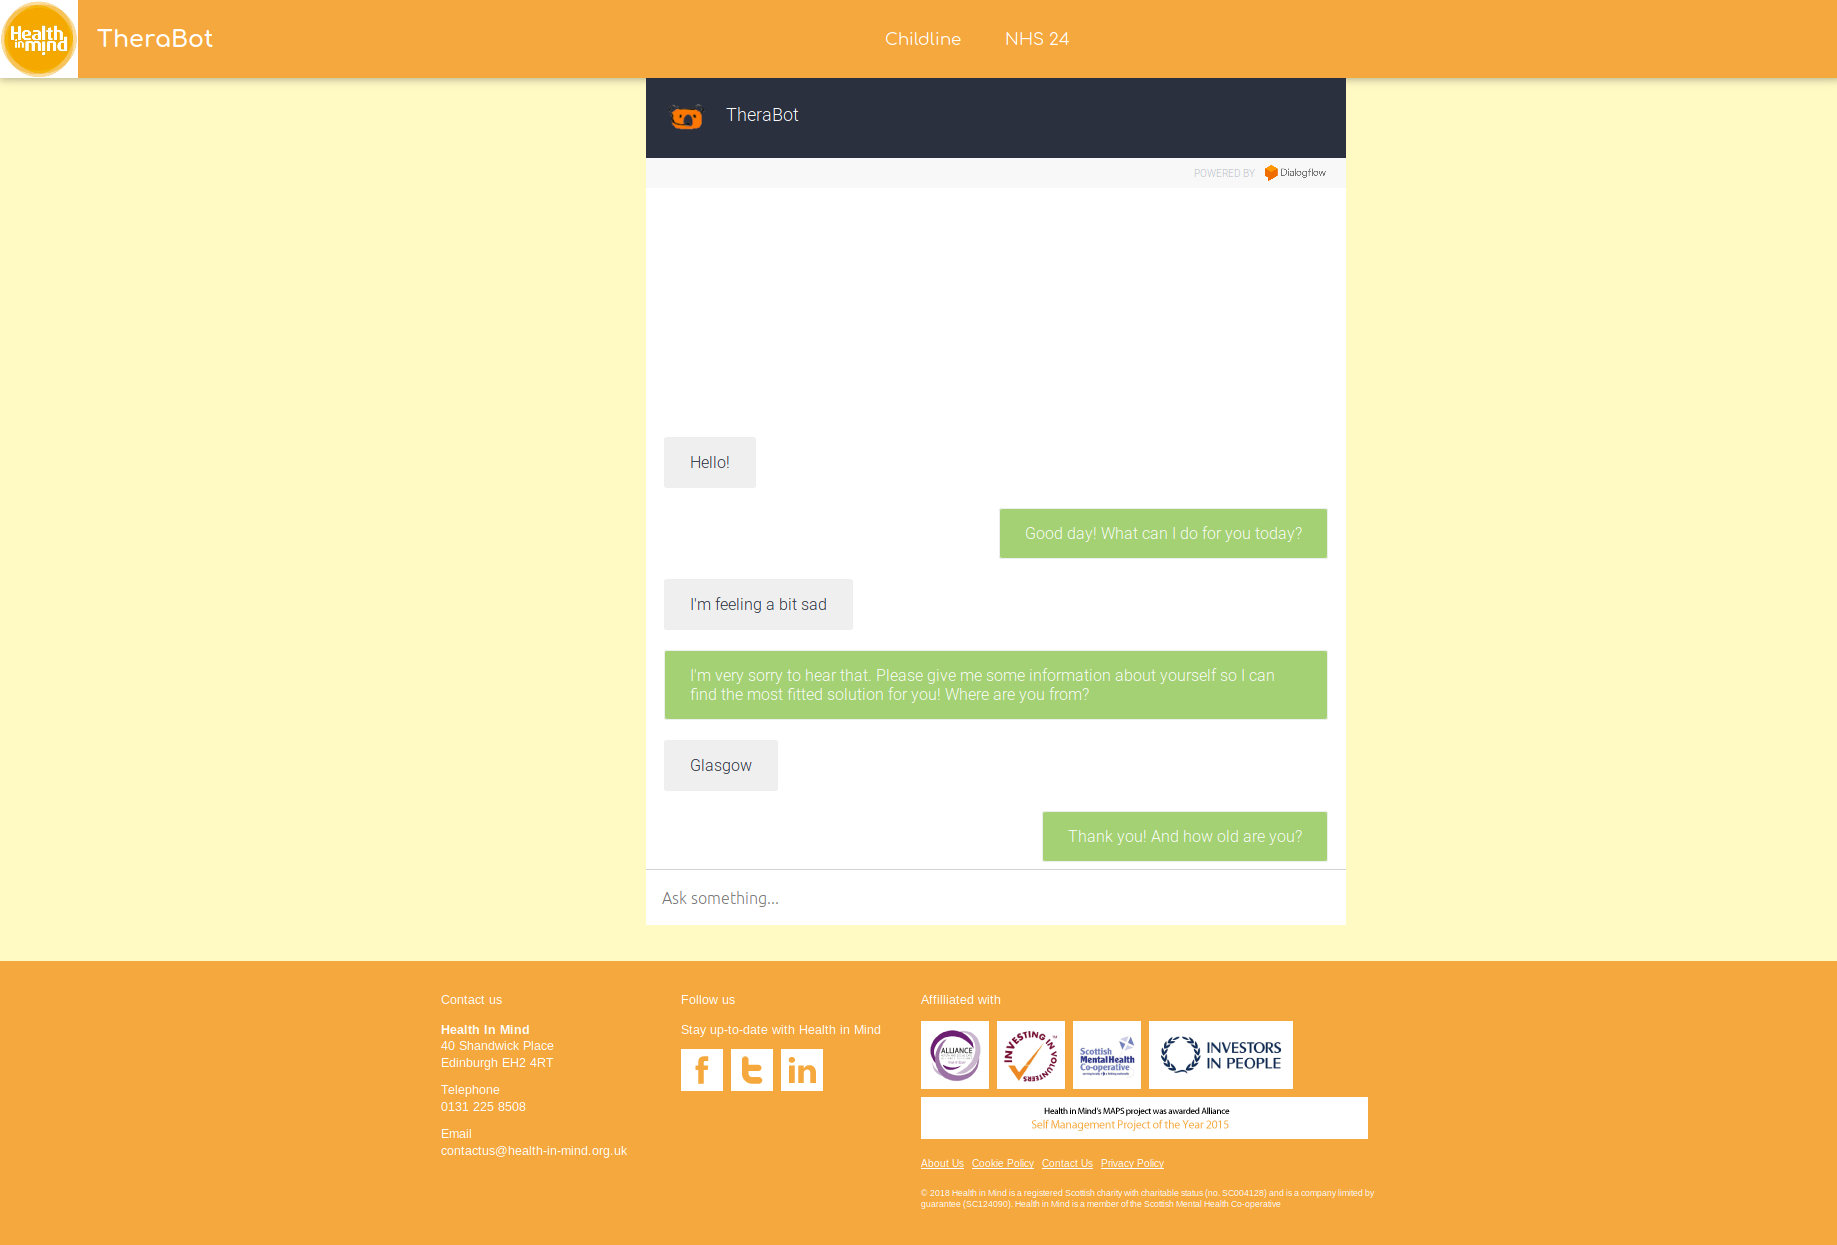 Health
in mind
TheraBot
Childline
NHS 24
TheraBot
POWERED BY
Dialogflow
Hello!
Good day! What can I do for you today?
I'm feeling a bit sad
I'm very sorry to hear that. Please give me some information about yourself so I can
find the most fitted solution for you! Where are you from?
Glasgow
Thank you! And how old are you?
Ask something...
Contact us
Health In Mind
40 Shandwick Place
Edinburgh EH2 4RT
Telephone
0131 225 8508
Email
contactus@health-in-mind.org.uk
Follow us
Stay up-to-date with Health in Mind
Affilliated with
ALLIANCE
INVESTING IN VOLUNTEERS
Scottish
Mental Health
Co-operative
INVESTORS
IN PEOPLE
Health in Mind's MAPS project was awarded Alliance
Self Management Project of the Year 2015
About Us
Cookie Policy
Contact Us
Privacy Policy
© 2018 Health in Mind is a registered Scottish charity with charitable status (no. SC004128) and is a company limited by
guarantee (SC124090). Health in Mind is a member of the Scottish Mental Health Co-operative